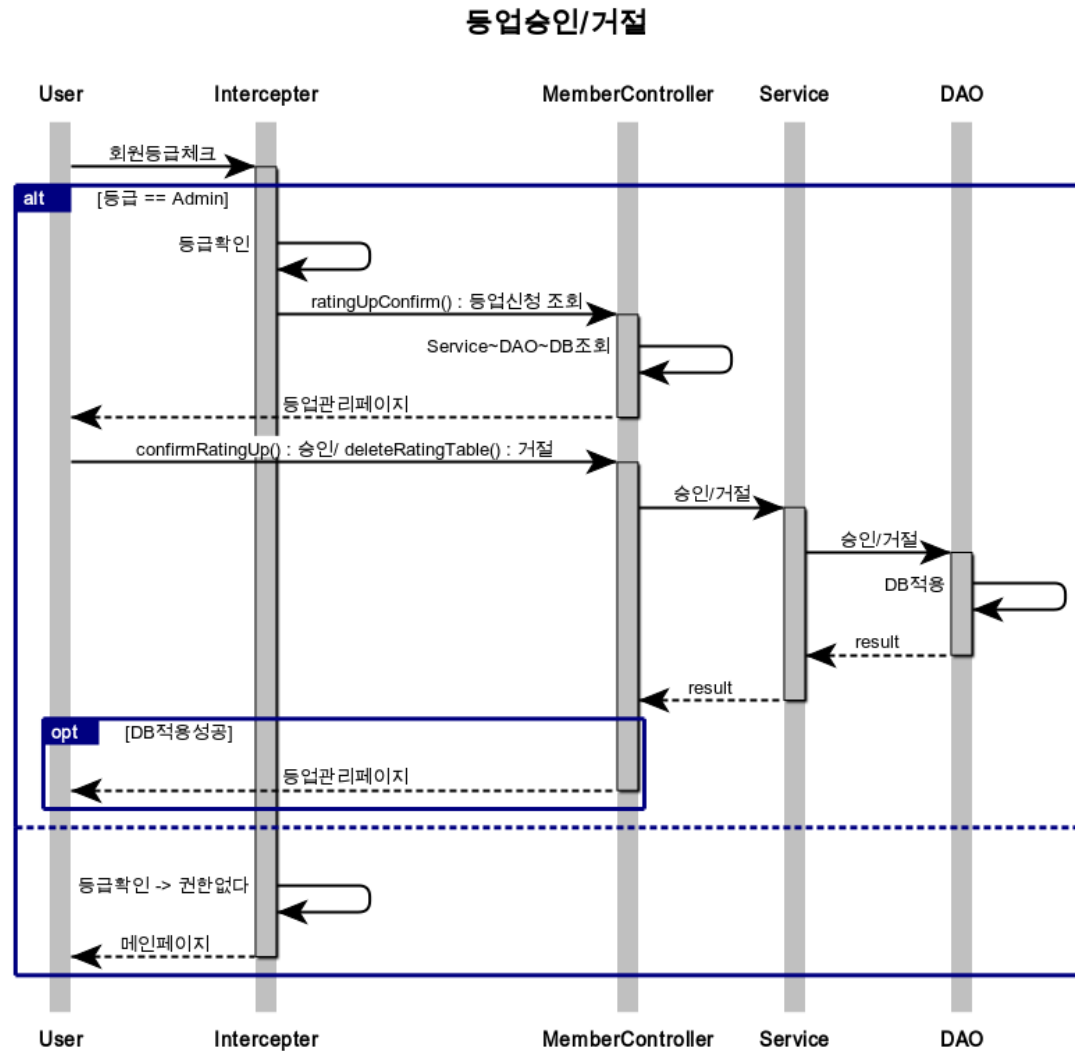 등업승인/거절
User Intercepter MemberController Service DAO
회원등급체크
alt [등급 == Admin]
등급확인
ratingUpConfirm() : 등업신청 조회
Service~DAO~DB조회
등업관리페이지
confirmRatingUp() : 승인/ deleteRatingTable() : 거절
승인/거절
승인/거절
DB적용
result
result
opt [DB적용성공]
등업관리페이지
등급확인 -> 권한없다
메인페이지
User Intercepter MemberController Service DAO